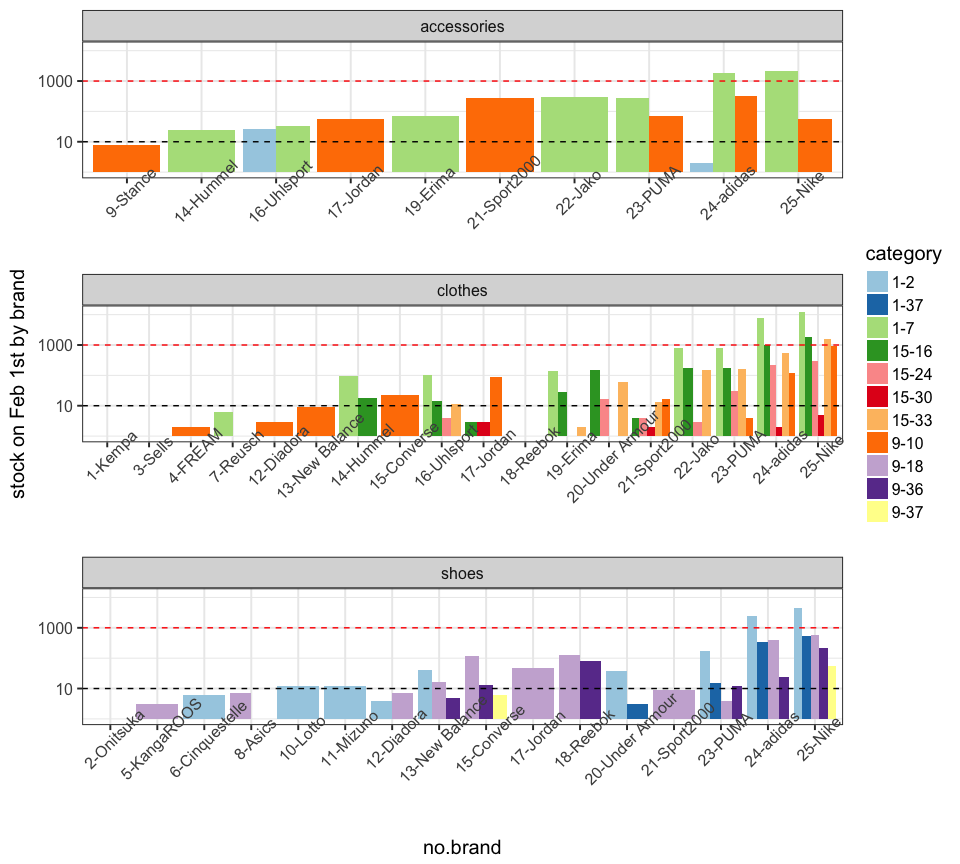 accessories
1000
10
9-Stance
14-Hummel
16-Uhlsport
17-Jordan
19-Erima
21-Sport2000
22-Jako
23-PUMA
24-adidas
25-Nike
clothes
1000
10
1-Kempa
3-Sells
4-FREAM
7-Reusch
12-Diadora
13-New Balance
14-Hummel
15-Converse
16-Uhlsport
17-Jordan
18-Reebok
19-Erima
20-Under Armour
21-Sport2000
22-Jako
23-PUMA
24-adidas
25-Nike
shoes
1000
10
2-Onitsuka
5-KangaROOS
6-Cinquestelle
8-Asics
10-Lotto
11-Mizuno
12-Diadora
13-New Balance
15-Converse
17-Jordan
18-Reebok
20-Under Armour
21-Sport2000
23-PUMA
24-adidas
25-Nike
no.brand
stock on Feb 1st by brand
category
1-2
1-37
1-7
15-16
15-24
15-30
15-33
9-10
9-18
9-36
9-37